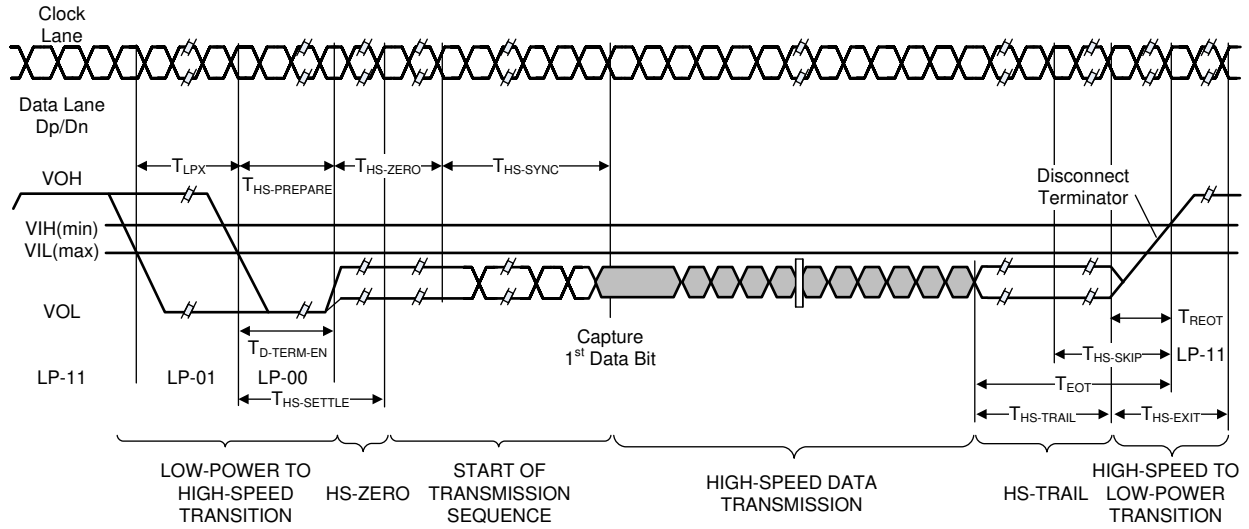 Clock
Lane
Data Lane
Dp/Dn
TLPX
THS-PREPARE
THS-ZERO
THS-SYNC
VOH
Disconnect
Terminator
VIH(min)
VIL(max)
VOL
TD-TERM-EN
Capture
1st Data Bit
TREOT
THS-SKIP
LP-11
LP-11
LP-01
LP-00
THS-SETTLE
TEOT
THS-TRAIL
THS-EXIT
LOW-POWER TO
HIGH-SPEED
TRANSITION
HS-ZERO
START OF
TRANSMISSION
SEQUENCE
HIGH-SPEED DATA
TRANSMISSION
HS-TRAIL
HIGH-SPEED TO
LOW-POWER
TRANSITION